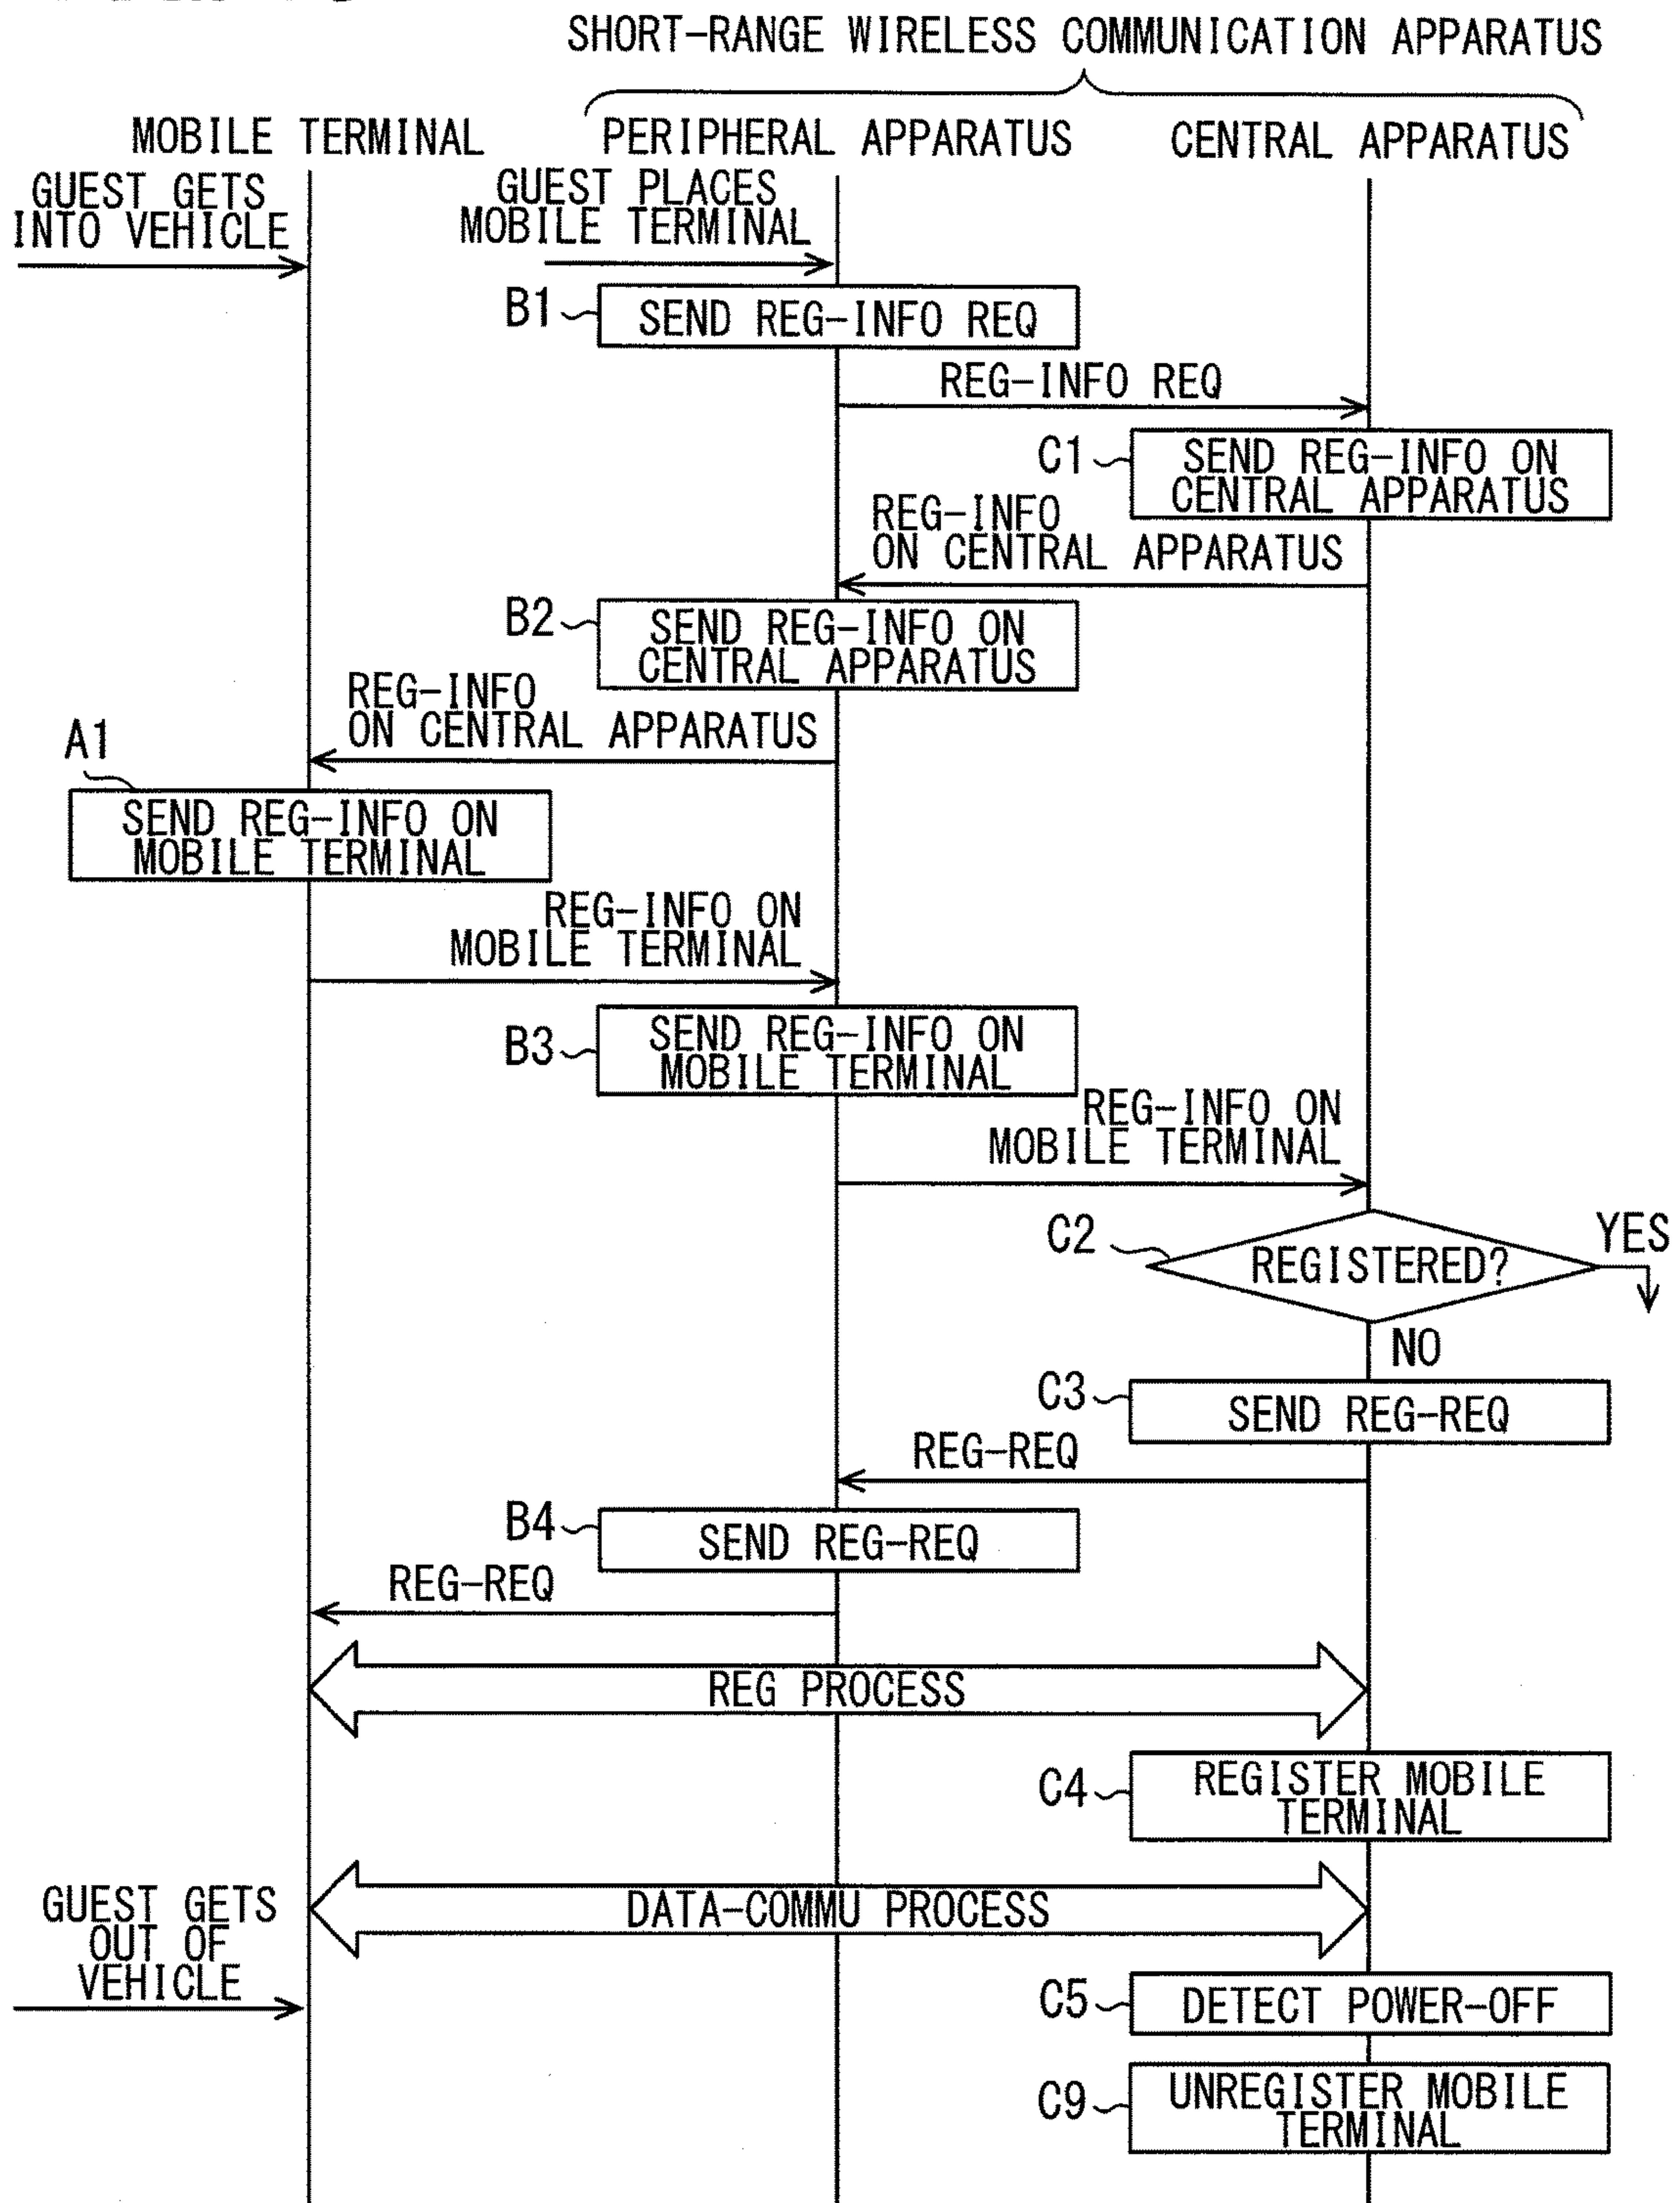 SHORT-RANGE WIRELESS COMMUNICATION APPARATUS
MOBILE TERMINAL
PERIPHERAL APPARATUS
CENTRAL APPARATUS
GUEST GETS
INTO VEHICLE
GUEST PLACES
MOBILE TERMINAL
B1
SEND REG-INFO REQ
REG-INFO REQ
C1
SEND REG-INFO ON
CENTRAL APPARATUS
REG-INFO
ON CENTRAL APPARATUS
B2
SEND REG-INFO ON
CENTRAL APPARATUS
REG-INFO
ON CENTRAL APPARATUS
A1
SEND REG-INFO ON
MOBILE TERMINAL
REG-INFO ON
MOBILE TERMINAL
B3
SEND REG-INFO ON
MOBILE TERMINAL
REG-INFO ON
MOBILE TERMINAL
C2
REGISTERED?
YES
NO
C3
SEND REG-REQ
REG-REQ
B4
SEND REG-REQ
REG-REQ
REG PROCESS
C4
REGISTER MOBILE
TERMINAL
DATA-COMMU PROCESS
GUEST GETS
OUT OF
VEHICLE
C5
DETECT POWER-OFF
C9
UNREGISTER MOBILE
TERMINAL